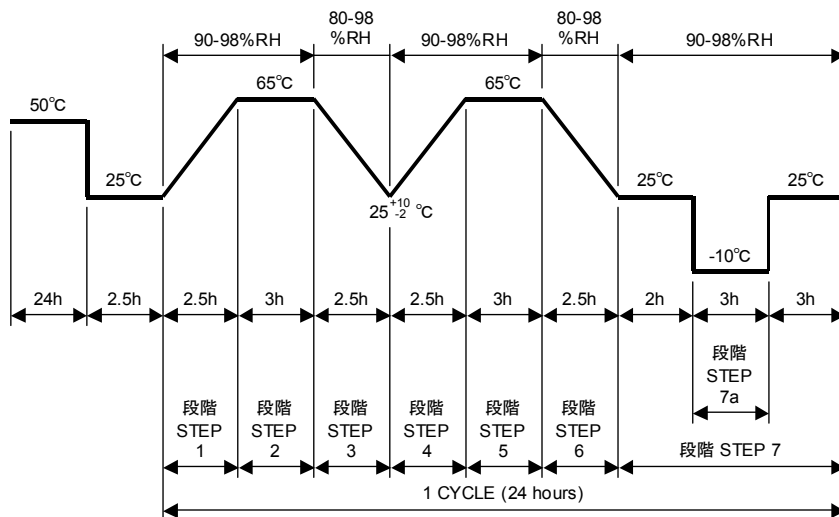 80-98
%RH
80-98
%RH
90-98%RH
90-98%RH
90-98%RH
65°C
65°C
50°C
25°C
25°C
25°C
25 +10 -2 °C
-10°C
24h
2.5h
2.5h
3h
2.5h
2.5h
3h
2.5h
2h
3h
3h
段階
STEP
7a
段階
STEP
1
段階
STEP
2
段階
STEP
3
段階
STEP
4
段階
STEP
5
段階
STEP
6
段階 STEP 7
1 CYCLE (24 hours)